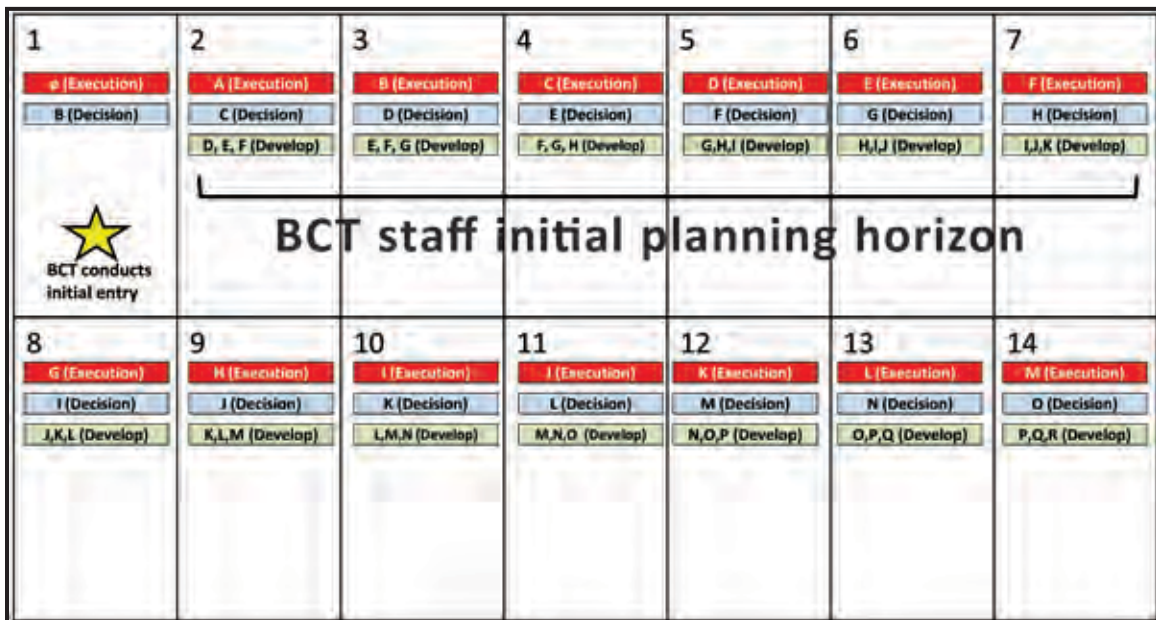 1
ø (Execution)
B (Decision)
BCT conducts
initial entry
2
A (Execution)
C (Decision)
D, E, F (Develop)
3
B (Execution)
D (Decision)
E, F, G (Develop)
4
C (Execution)
E (Decision)
F, G, H (Develop)
5
D (Execution)
F (Decision)
G,H,I (Develop)
6
E (Execution)
G (Decision)
H,I,J (Develop)
7
F (Execution)
H (Decision)
I,J,K (Develop)
BCT staff initial planning horizon
8
G (Execution)
I (Decision)
J,K,L (Develop)
9
H (Execution)
J (Decision)
K,L,M (Develop)
10
I (Execution)
K (Decision)
L,M,N (Develop)
11
J (Execution)
L (Decision)
M,N,O (Develop)
12
K (Execution)
M (Decision)
N,O,P (Develop)
13
L (Execution)
N (Decision)
O,P,Q (Develop)
14
M (Execution)
O (Decision)
P,Q,R (Develop)